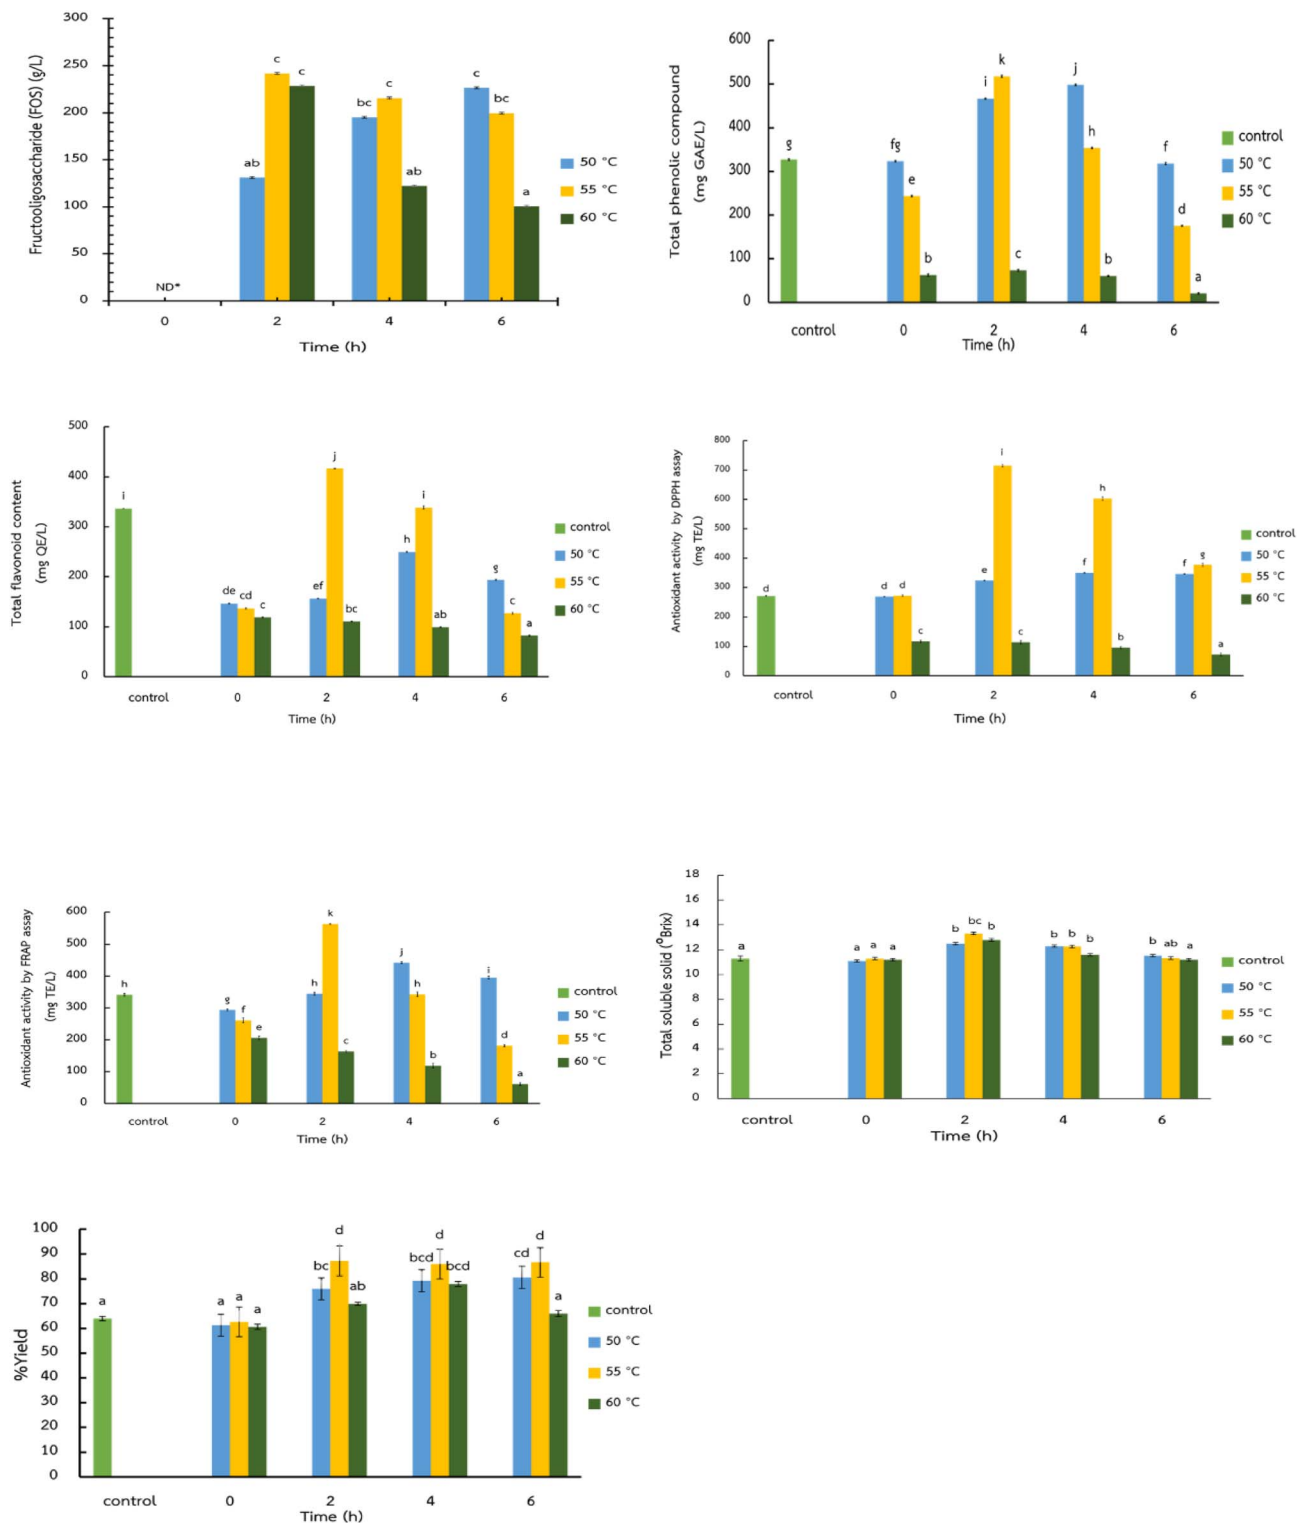 Fructooligosaccharide (FOS) (g/L)
300
250
200
150
100
50
0
ND*
ab
c
c
bc
c
ab
c
bc
a
0
2
4
6
Time (h)
50 °C
55 °C
60 °C
Total phenolic compound
(mg GAE/L)
600
500
400
300
200
100
0
g
fg
e
b
i
k
c
j
h
b
f
d
a
control
0
2
4
6
Time (h)
control
50 °C
55 °C
60 °C
Total flavonoid content
(mg QE/L)
500
400
300
200
100
0
i
de
cd
c
ef
j
bc
h
i
ab
g
c
a
control
0
2
4
6
Time (h)
control
50 °C
55 °C
60 °C
Antioxidant activity by DPPH assay
(mg TE/L)
800
700
600
500
400
300
200
100
0
d
d
d
c
e
i
c
f
h
b
f
g
a
control
0
2
4
6
Time (h)
control
50 °C
55 °C
60 °C
Antioxidant activity by FRAP assay
(mg TE/L)
600
500
400
300
200
100
0
h
g
f
e
h
k
c
j
h
b
i
d
a
control
0
2
4
6
Time (h)
control
50 °C
55 °C
60 °C
Total soluble solid (°Brix)
18
16
14
12
10
8
6
4
2
0
a
a
a
a
b
bc
b
b
b
b
b
ab
a
control
0
2
4
6
Time (h)
control
50 °C
55 °C
60 °C
%Yield
100
90
80
70
60
50
40
30
20
10
0
a
a
a
a
bc
d
ab
bcd
d
bcd
cd
d
a
control
0
2
4
6
Time (h)
control
50 °C
55 °C
60 °C